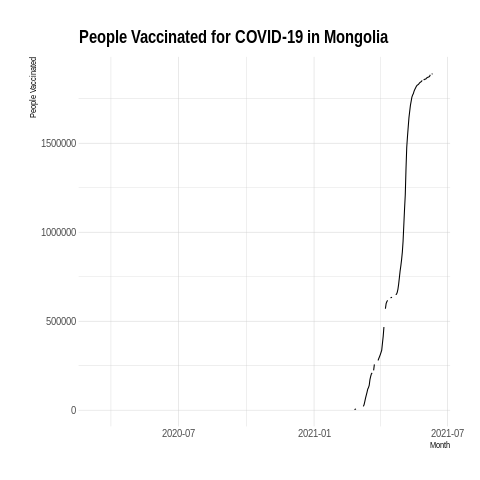 People Vaccinated for COVID-19 in Mongolia
People Vaccinated
1500000
1000000
500000
0
2020-07
2021-01
2021-07
Month